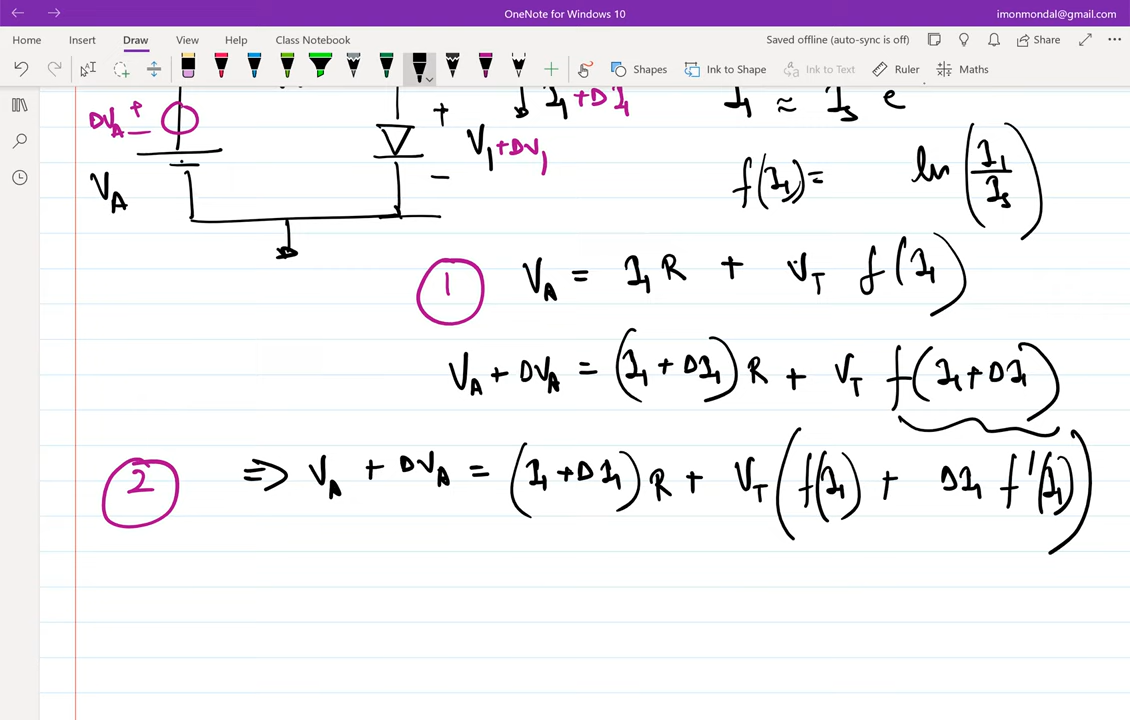 OneNote for Windows 10
imonmondal@gmail.com
Home Insert Draw View Help Class Notebook
Saved offline (auto-sync is off) Share
Shapes Ink to Shape Ink to Text Ruler Maths
ΔV_A + − V_A
+ V_1 + ΔV_1 −
I_1 + ΔI_1
I_1 ≈ I_s e
f(I_1) = ln(I_1/I_s)
① V_A = I_1 R + V_T f(I_1)
V_A + ΔV_A = (I_1 + ΔI_1) R + V_T f(I_1 + ΔI)
② ⇒ V_A + ΔV_A = (I_1 + ΔI_1) R + V_T (f(I_1) + ΔI_1 f'(I_1))